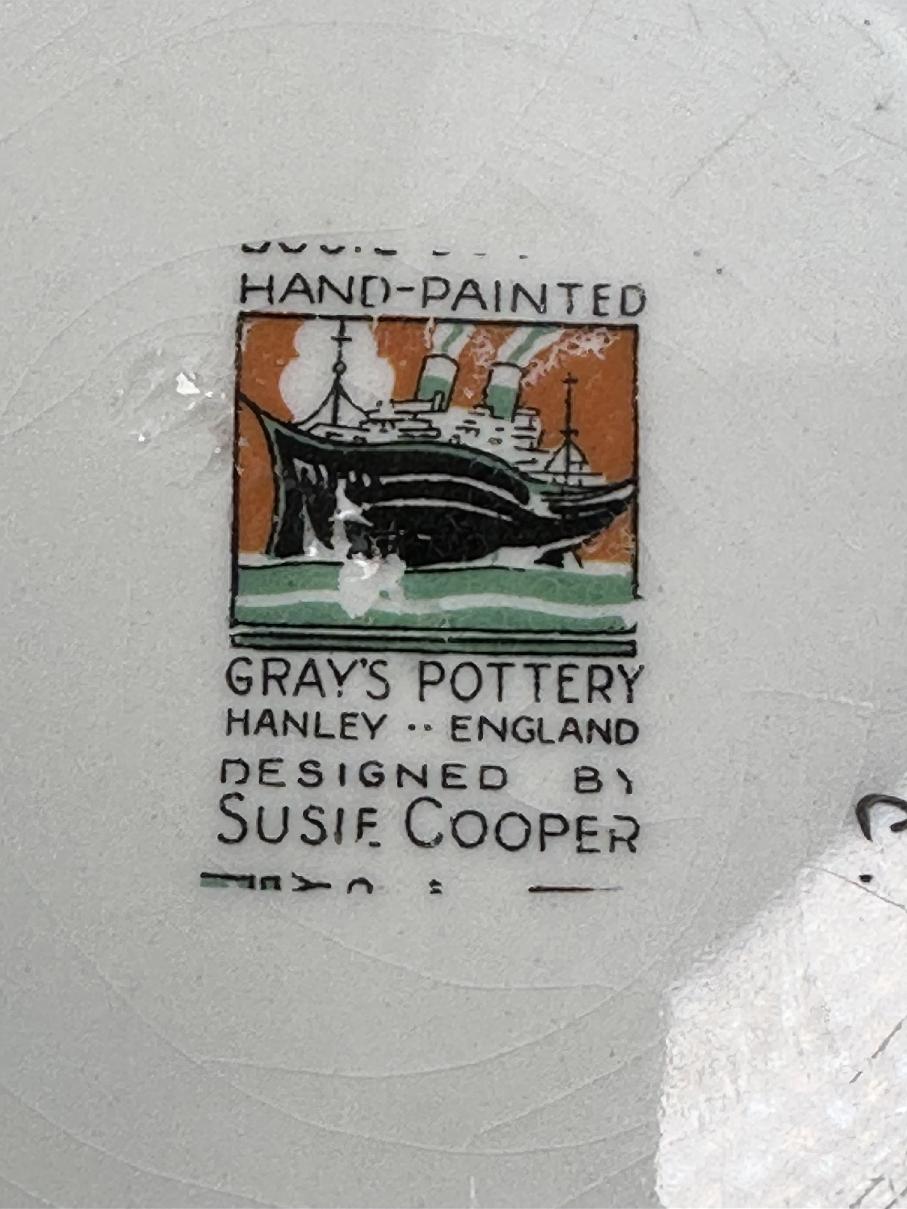 HAND-PAINTED
GRAY'S POTTERY
HANLEY ·· ENGLAND
DESIGNED BY
SUSIE COOPER